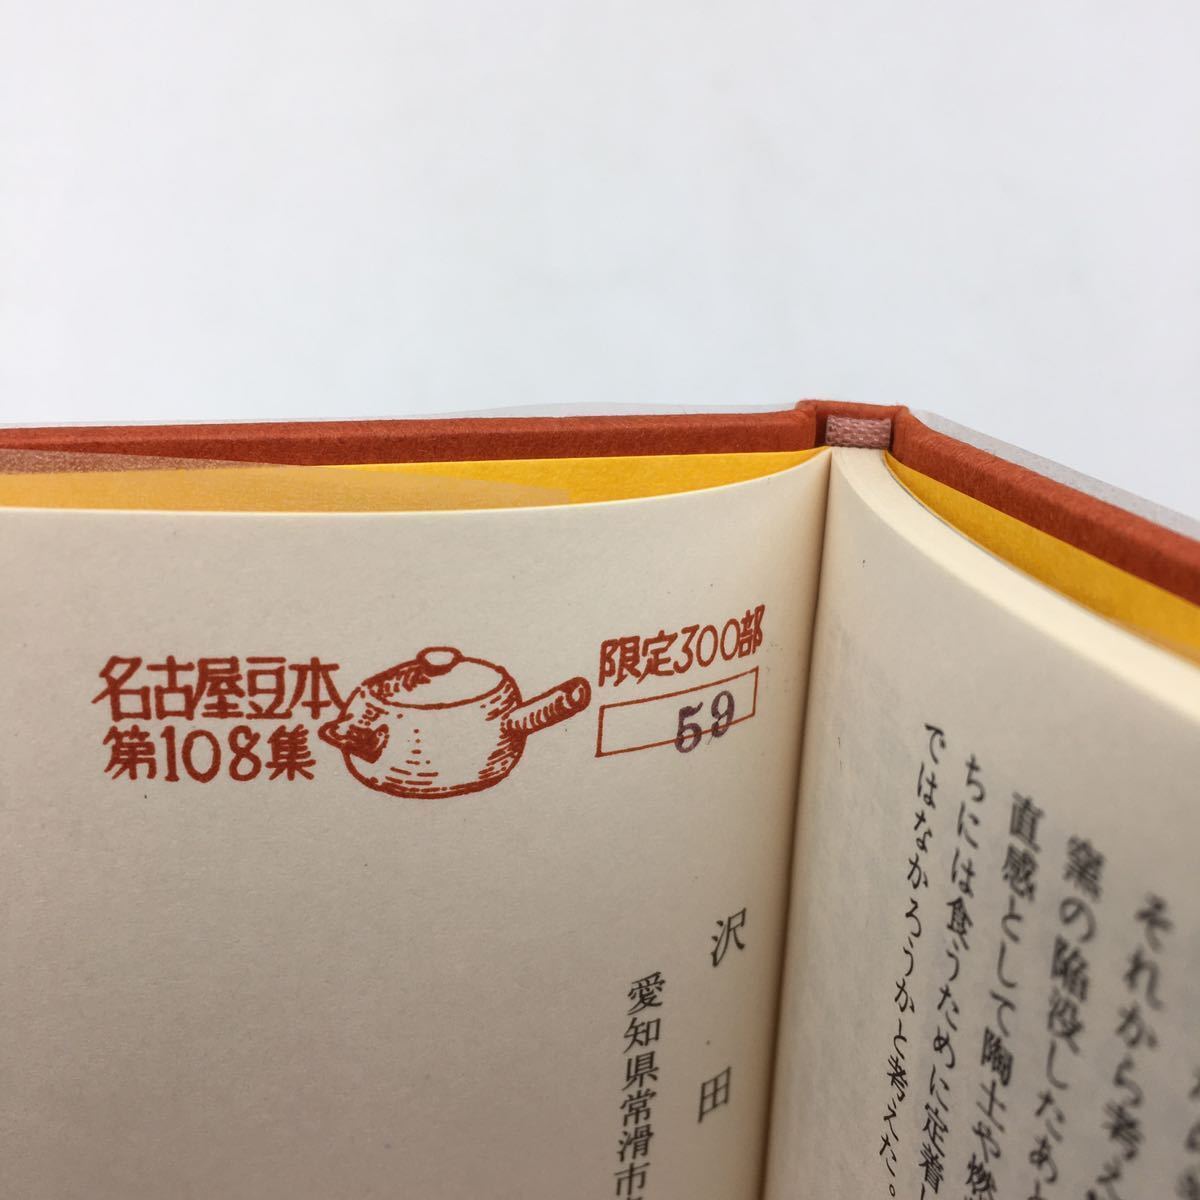 名古屋豆本
第108集
限定300部
59
沢田
愛知県常滑市
それから考え
窯の陥没したあと
直感として陶土や燃
ちには食うために定着し
ではなかろうかと考えた。